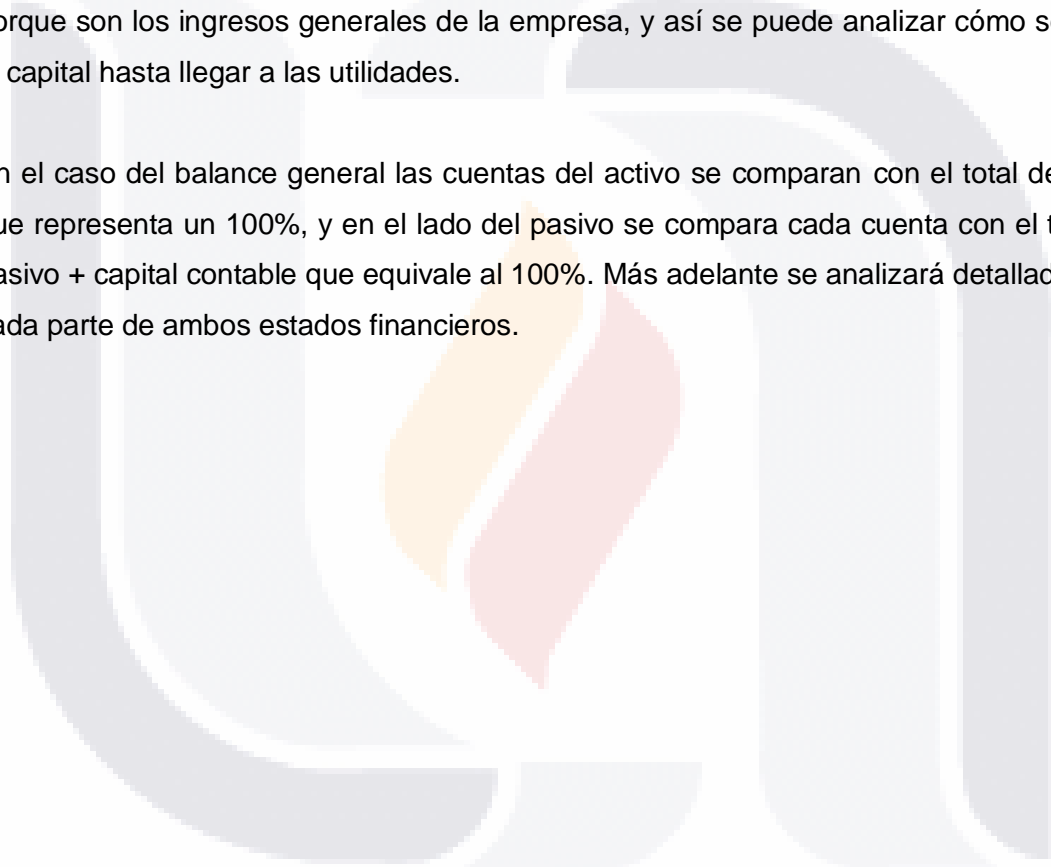 orque son los ingresos generales de la empresa, y así se puede analizar cómo s
capital hasta llegar a las utilidades.
n el caso del balance general las cuentas del activo se comparan con el total de
ue representa un 100%, y en el lado del pasivo se compara cada cuenta con el t
asivo + capital contable que equivale al 100%. Más adelante se analizará detallad
ada parte de ambos estados financieros.